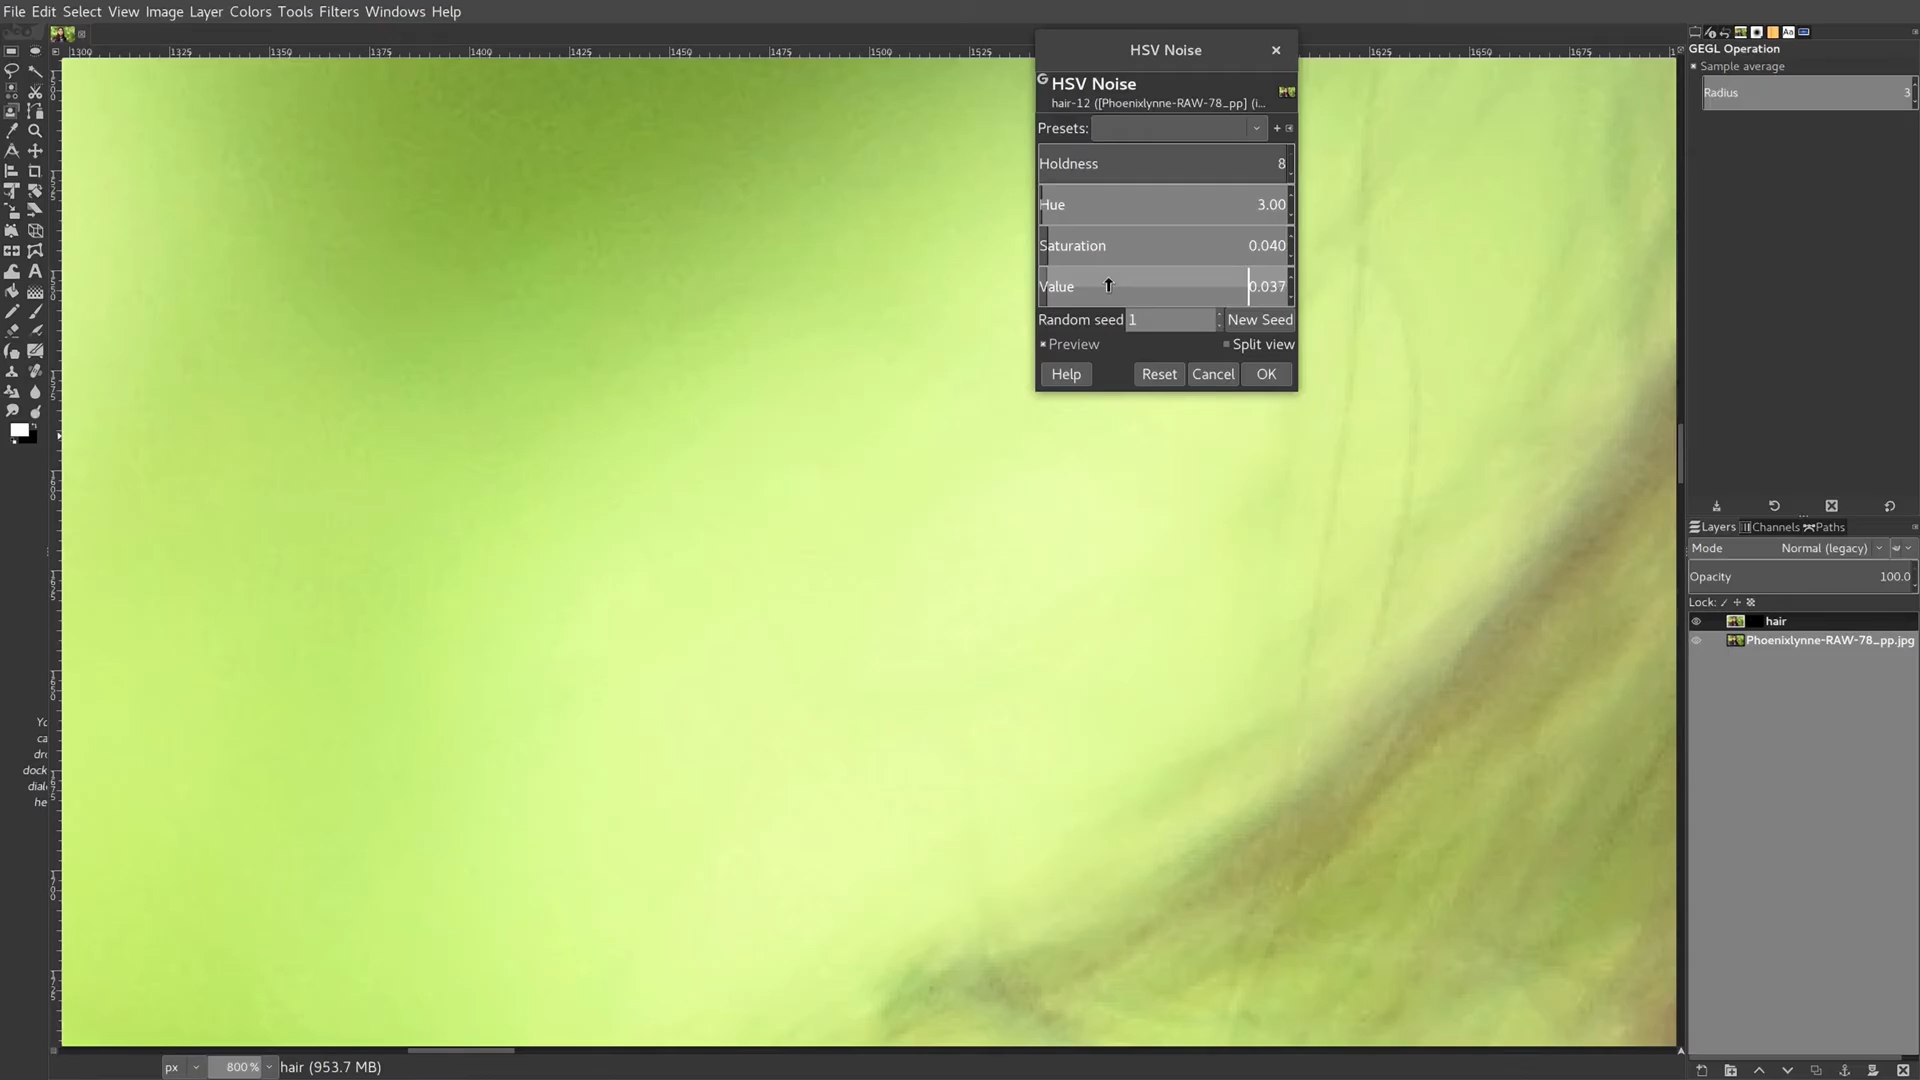 File Edit Select View Image Layer Colors Tools Filters Windows Help
1300 1325 1350 1375 1400 1425 1450 1475 1500 1525 1625 1650 1675
HSV Noise
HSV Noise
hair-12 ([Phoenixlynne-RAW-78_pp] (i...
Presets:
Holdness 8
Hue 3.00
Saturation 0.040
Value 0.037
Random seed 1 New Seed
Preview Split view
Help Reset Cancel OK
GEGL Operation
Sample average
Radius 3
Layers Channels Paths
Mode Normal (legacy)
Opacity 100.0
Lock:
hair
Phoenixlynne-RAW-78_pp.jpg
px 800% hair (953.7 MB)